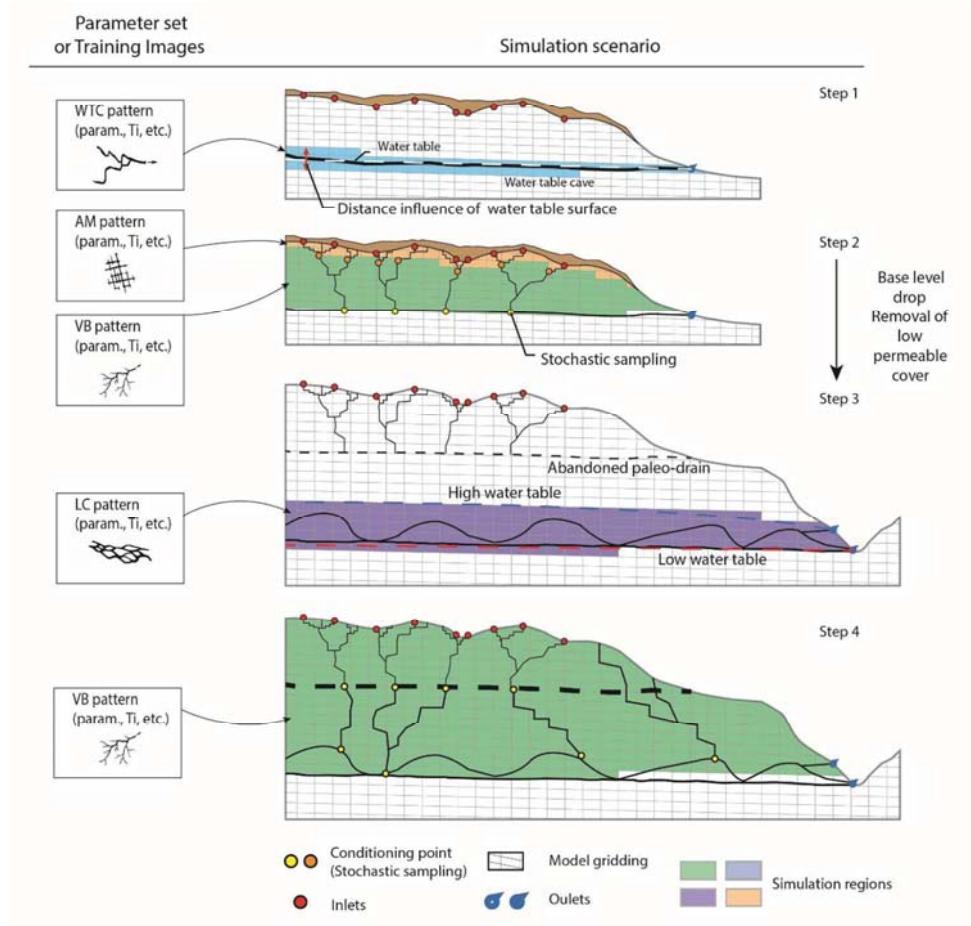 Parameter set
or Training Images
Simulation scenario
WTC pattern
(param., Ti, etc.)
Step 1
Water table
Water table cave
Distance influence of water table surface
AM pattern
(param., Ti, etc.)
Step 2
VB pattern
(param., Ti, etc.)
Base level
drop
Removal of
low
permeable
cover
Stochastic sampling
Step 3
Abandoned paleo-drain
High water table
LC pattern
(param., Ti, etc.)
Low water table
Step 4
VB pattern
(param., Ti, etc.)
Conditioning point
(Stochastic sampling)
Model gridding
Simulation regions
Inlets
Oulets